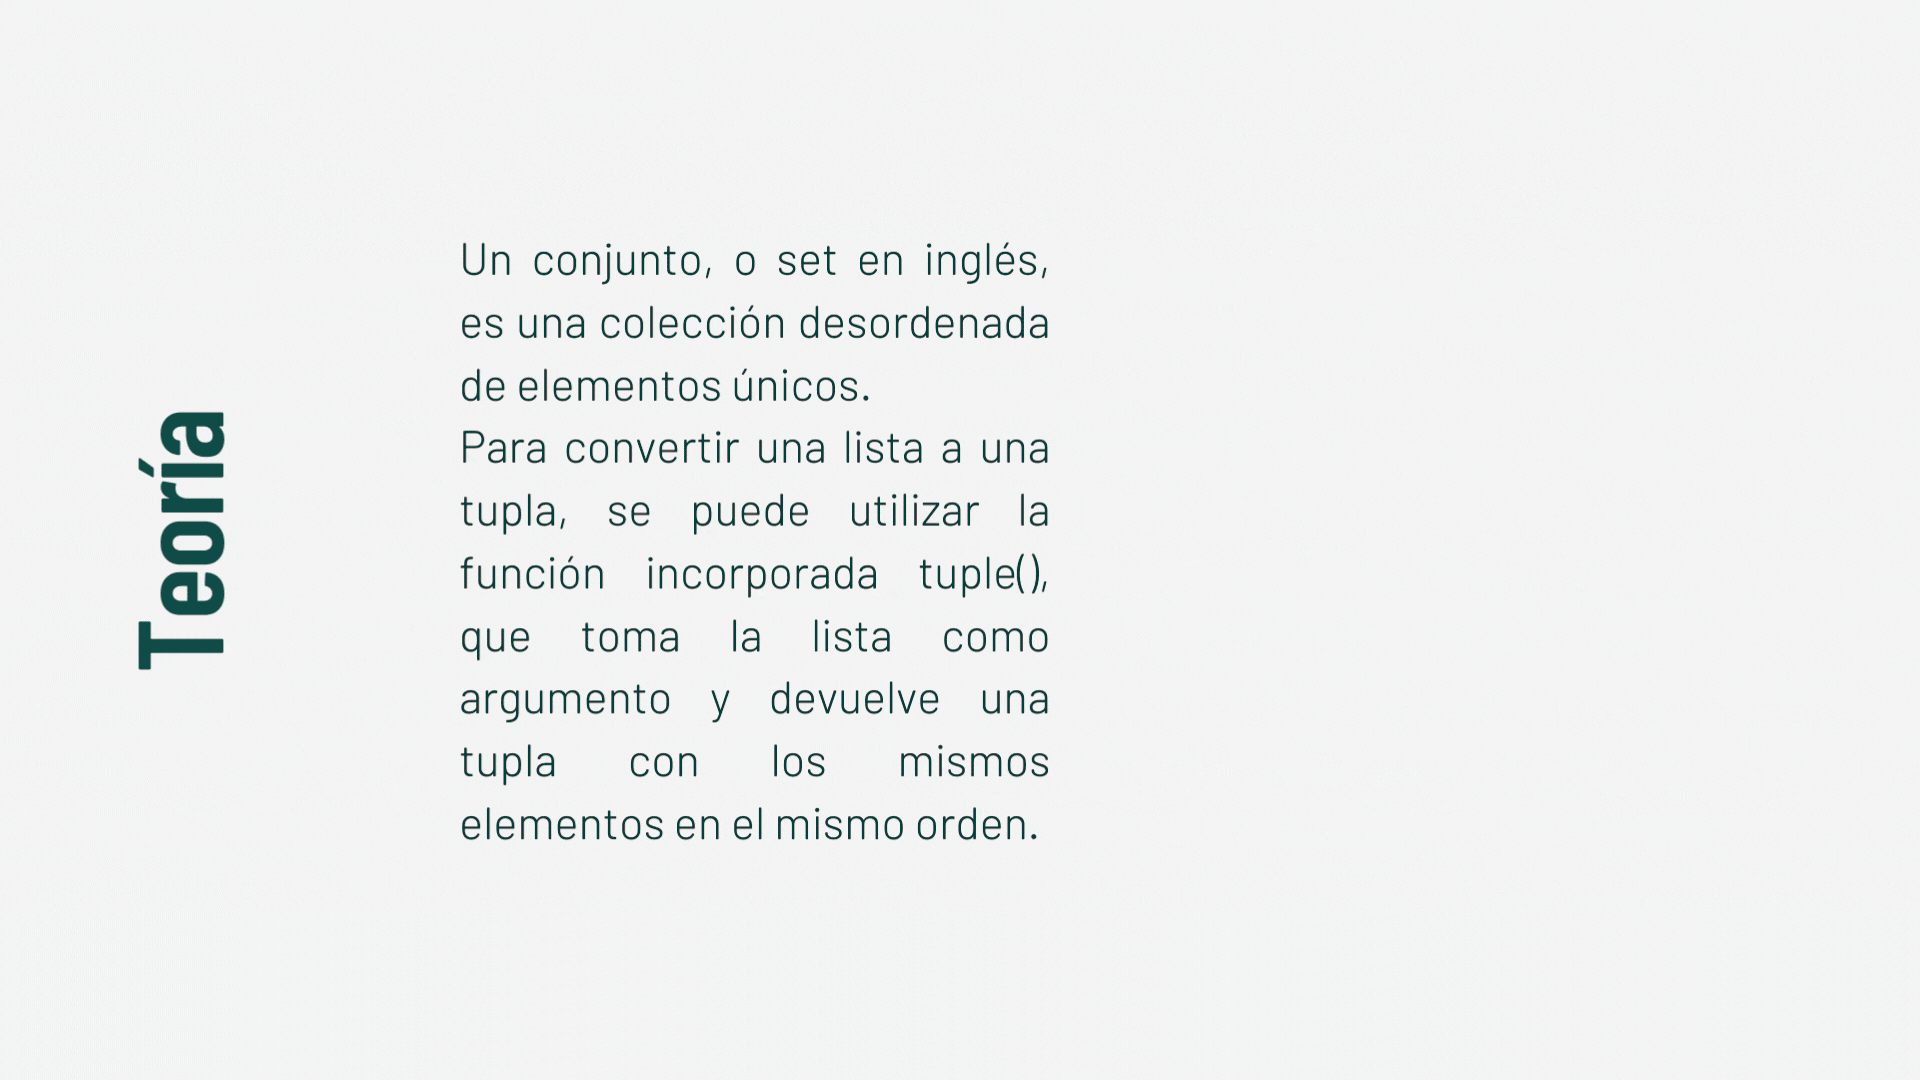 Teoría
Un conjunto, o set en inglés,
es una colección desordenada
de elementos únicos.
Para convertir una lista a una
tupla, se puede utilizar la
función incorporada tuple(),
que toma la lista como
argumento y devuelve una
tupla con los mismos
elementos en el mismo orden.